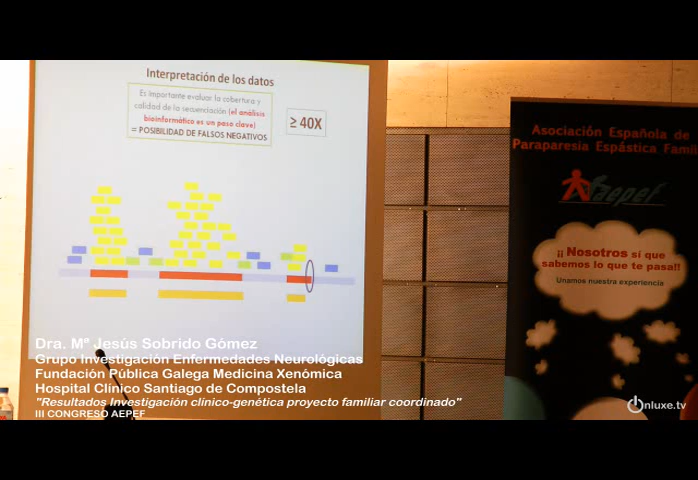 Interpretación de los datos
Es importante evaluar la cobertura y
calidad de la secuenciación (el análisis
bioinformático es un paso clave)
= POSIBILIDAD DE FALSOS NEGATIVOS
≥ 40X
Asociación Española de
Paraparesia Espástica Famili
aepef
¡¡ Nosotros sí que
sabemos lo que te pasa!!
Unamos nuestra experiencia
Dra. Mª Jesús Sobrido Gómez
Grupo Investigación Enfermedades Neurológicas
Fundación Pública Galega Medicina Xenómica
Hospital Clínico Santiago de Compostela
"Resultados Investigación clínico-genética proyecto familiar coordinado"
III CONGRESO AEPEF
onluxe.tv